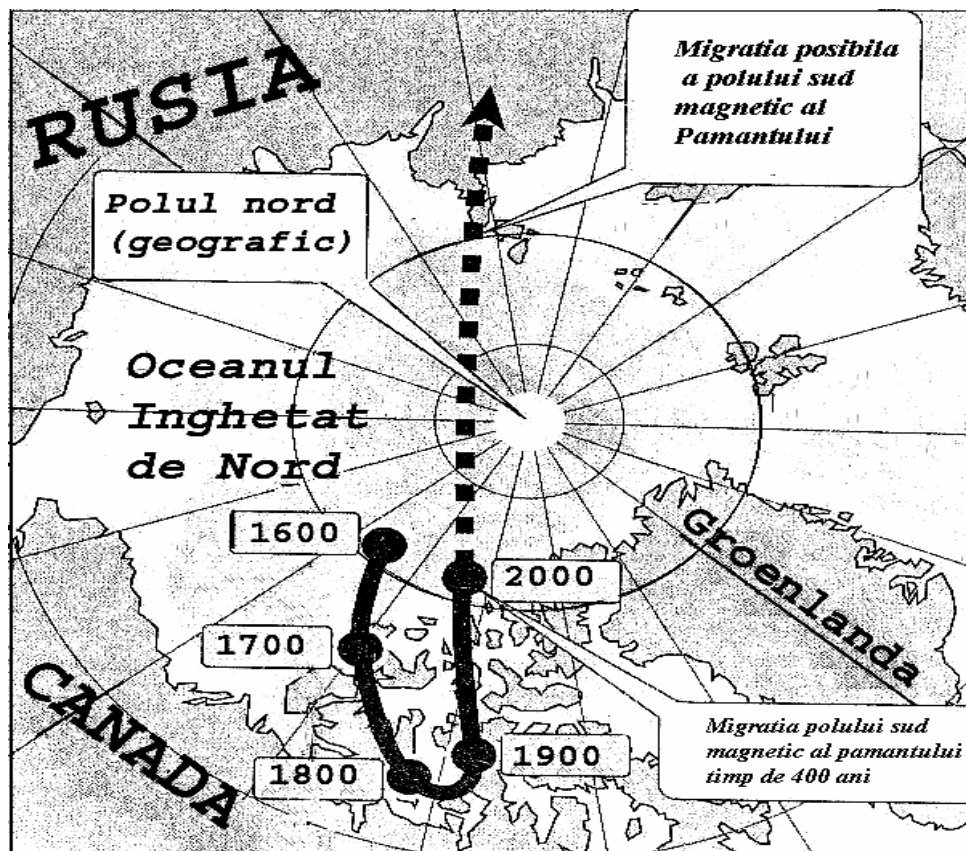 RUSIA
Migratia posibila
a polului sud
magnetic al
Pamantului
Polul nord
(geografic)
Oceanul
Inghetat
de Nord
1600
2000
Groenlanda
1700
CANADA
1800
1900
Migratia polului sud
magnetic al pamantului
timp de 400 ani